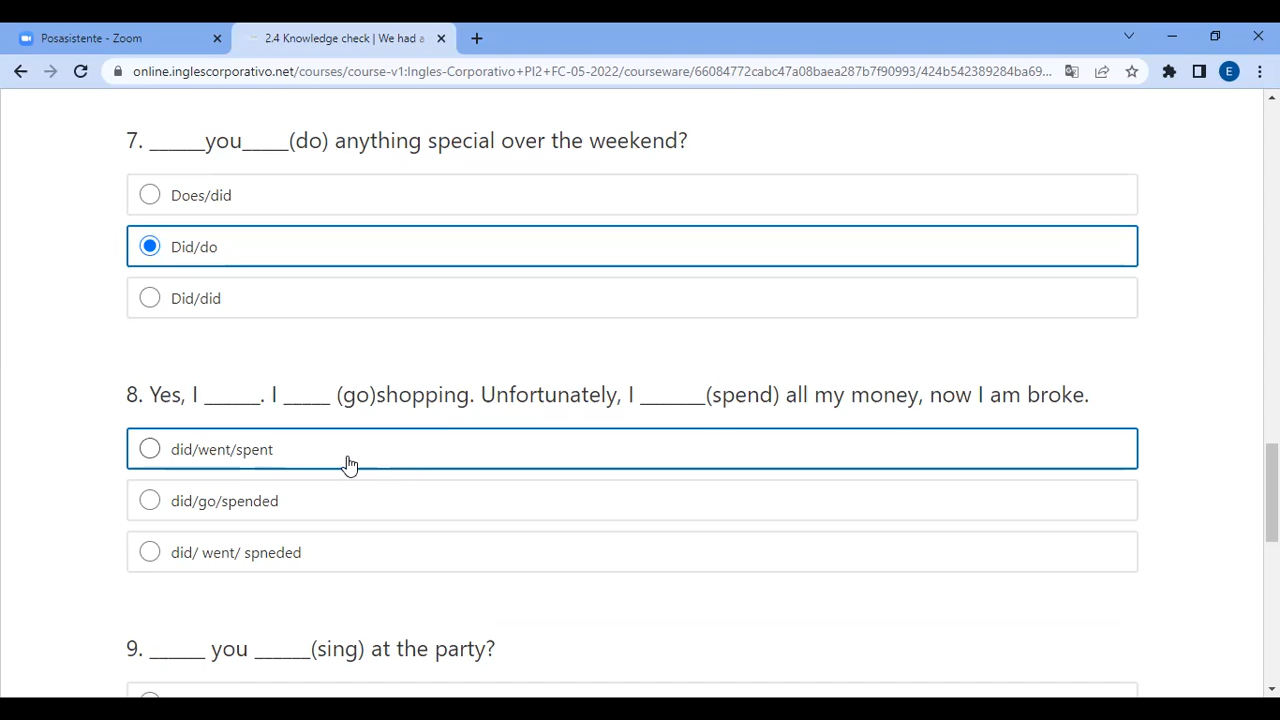 Posasistente - Zoom
2.4 Knowledge check | We had a
online.inglescorporativo.net/courses/course-v1:Ingles-Corporativo+PI2+FC-05-2022/courseware/66084772cabc47a08baea287b7f90993/424b542389284ba69...
E
7. ______you_____(do) anything special over the weekend?
Does/did
Did/do
Did/did
8. Yes, I ______. I _____ (go)shopping. Unfortunately, I _______(spend) all my money, now I am broke.
did/went/spent
did/go/spended
did/ went/ spneded
9. ______ you ______(sing) at the party?